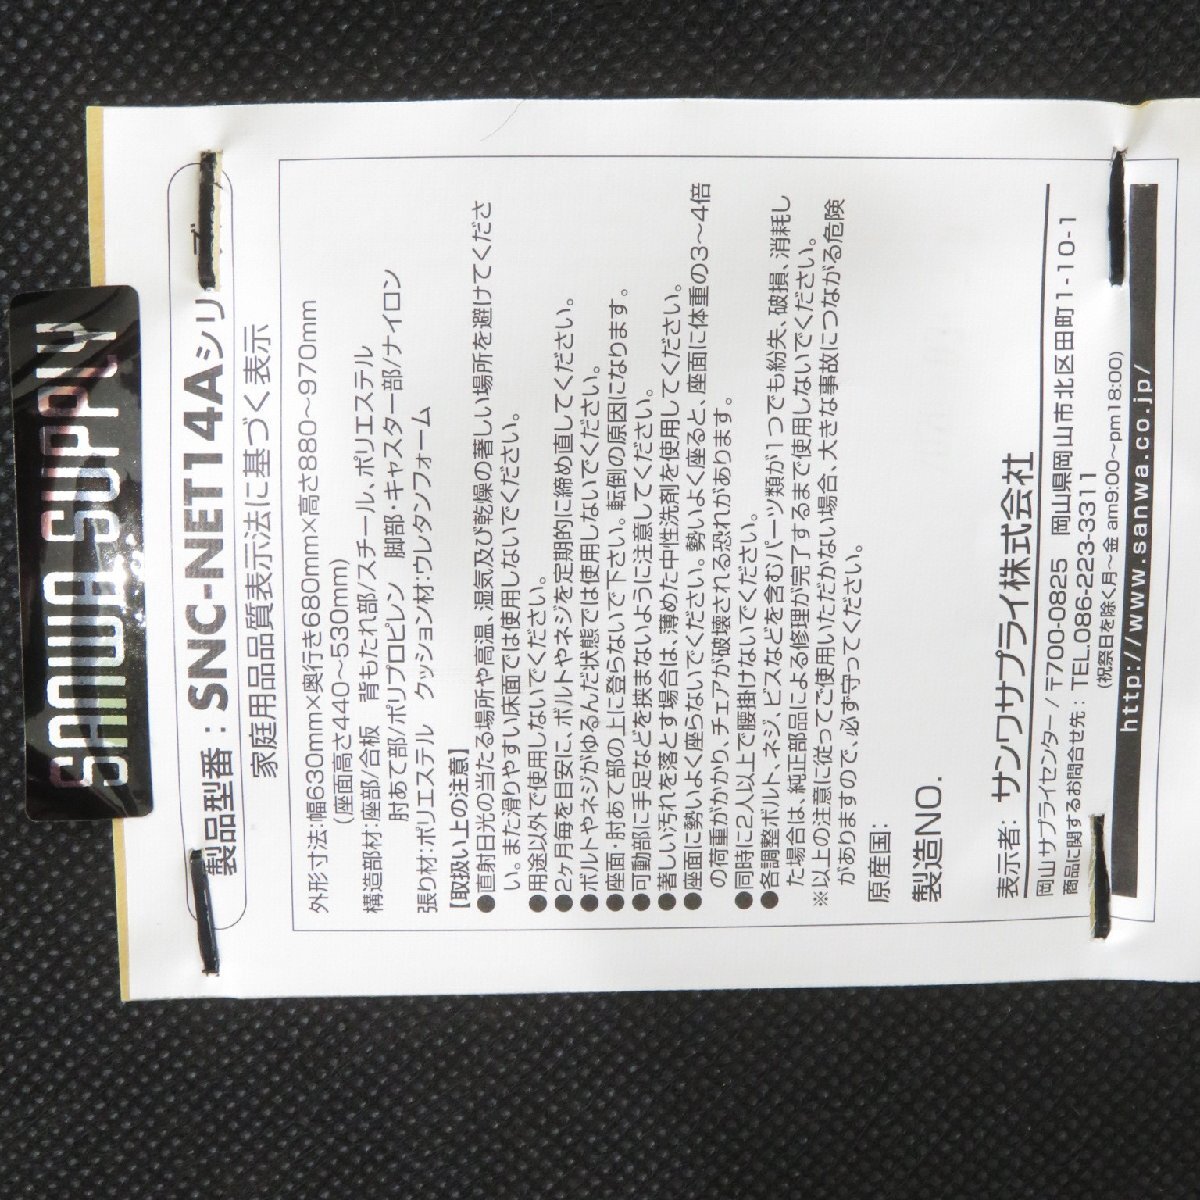 SANWA SUPPLY
製品型番：SNC-NET14Aシリーズ
家庭用品品質表示法に基づく表示
外形寸法:幅630mm×奥行き680mm×高さ880〜970mm
(座面高さ440〜530mm)
構造部材:座部/合板　背もたれ部/スチール、ポリエステル
肘あて部/ポリプロピレン　脚部・キャスター部/ナイロン
張り材:ポリエステル　クッション材:ウレタンフォーム
【取扱い上の注意】
●直射日光の当たる場所や高温、湿気及び乾燥の著しい場所を避けてくださ
い。また滑りやすい床面では使用しないでください。
●用途以外で使用しないでください。
●2ヶ月毎を目安に、ボルトやネジを定期的に締め直してください。
●ボルトやネジがゆるんだ状態では使用しないでください。
●座面・肘あて部の上に登らないで下さい。転倒の原因になります。
●可動部に手足などを挟まないように注意してください。
●著しい汚れを落とす場合は、薄めた中性洗剤を使用してください。
●座面に勢いよく座らないでください。勢いよく座ると、座面に体重の3〜4倍
の荷重がかかり、チェアが破壊される恐れがあります。
●同時に2人以上で腰掛けないでください。
●各調整ボルト、ネジ、ビスなどを含むパーツ類が1つでも紛失、破損、消耗し
た場合は、純正部品による修理が完了するまで使用しないでください。
※以上の注意に従ってご使用いただかない場合、大きな事故につながる危険
がありますので、必ず守ってください。
原産国:
製造NO.
表示者：サンワサプライ株式会社
岡山サプライセンター/〒700-0825　岡山県岡山市北区田町1-10-1
商品に関するお問合せ先：TEL.086-223-3311
(祝祭日を除く月〜金 am9:00〜pm18:00)
http://www.sanwa.co.jp/